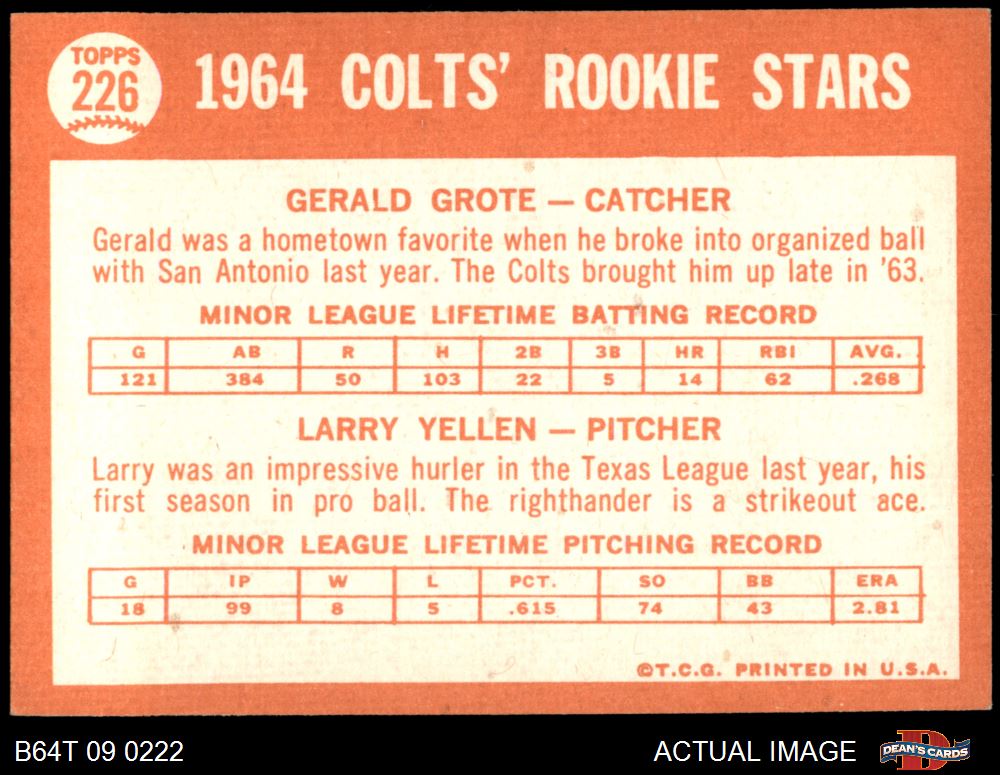 TOPPS
226
1964 COLTS' ROOKIE STARS
GERALD GROTE — CATCHER
Gerald was a hometown favorite when he broke into organized ball
with San Antonio last year. The Colts brought him up late in '63.
MINOR LEAGUE LIFETIME BATTING RECORD
G AB R H 2B 3B HR RBI AVG.
121 384 50 103 22 5 14 62 .268
LARRY YELLEN — PITCHER
Larry was an impressive hurler in the Texas League last year, his
first season in pro ball. The righthander is a strikeout ace.
MINOR LEAGUE LIFETIME PITCHING RECORD
G IP W L PCT. SO BB ERA
18 99 8 5 .615 74 43 2.81
©T.C.G. PRINTED IN U.S.A.
B64T 09 0222
ACTUAL IMAGE
D
DEAN'S CARDS